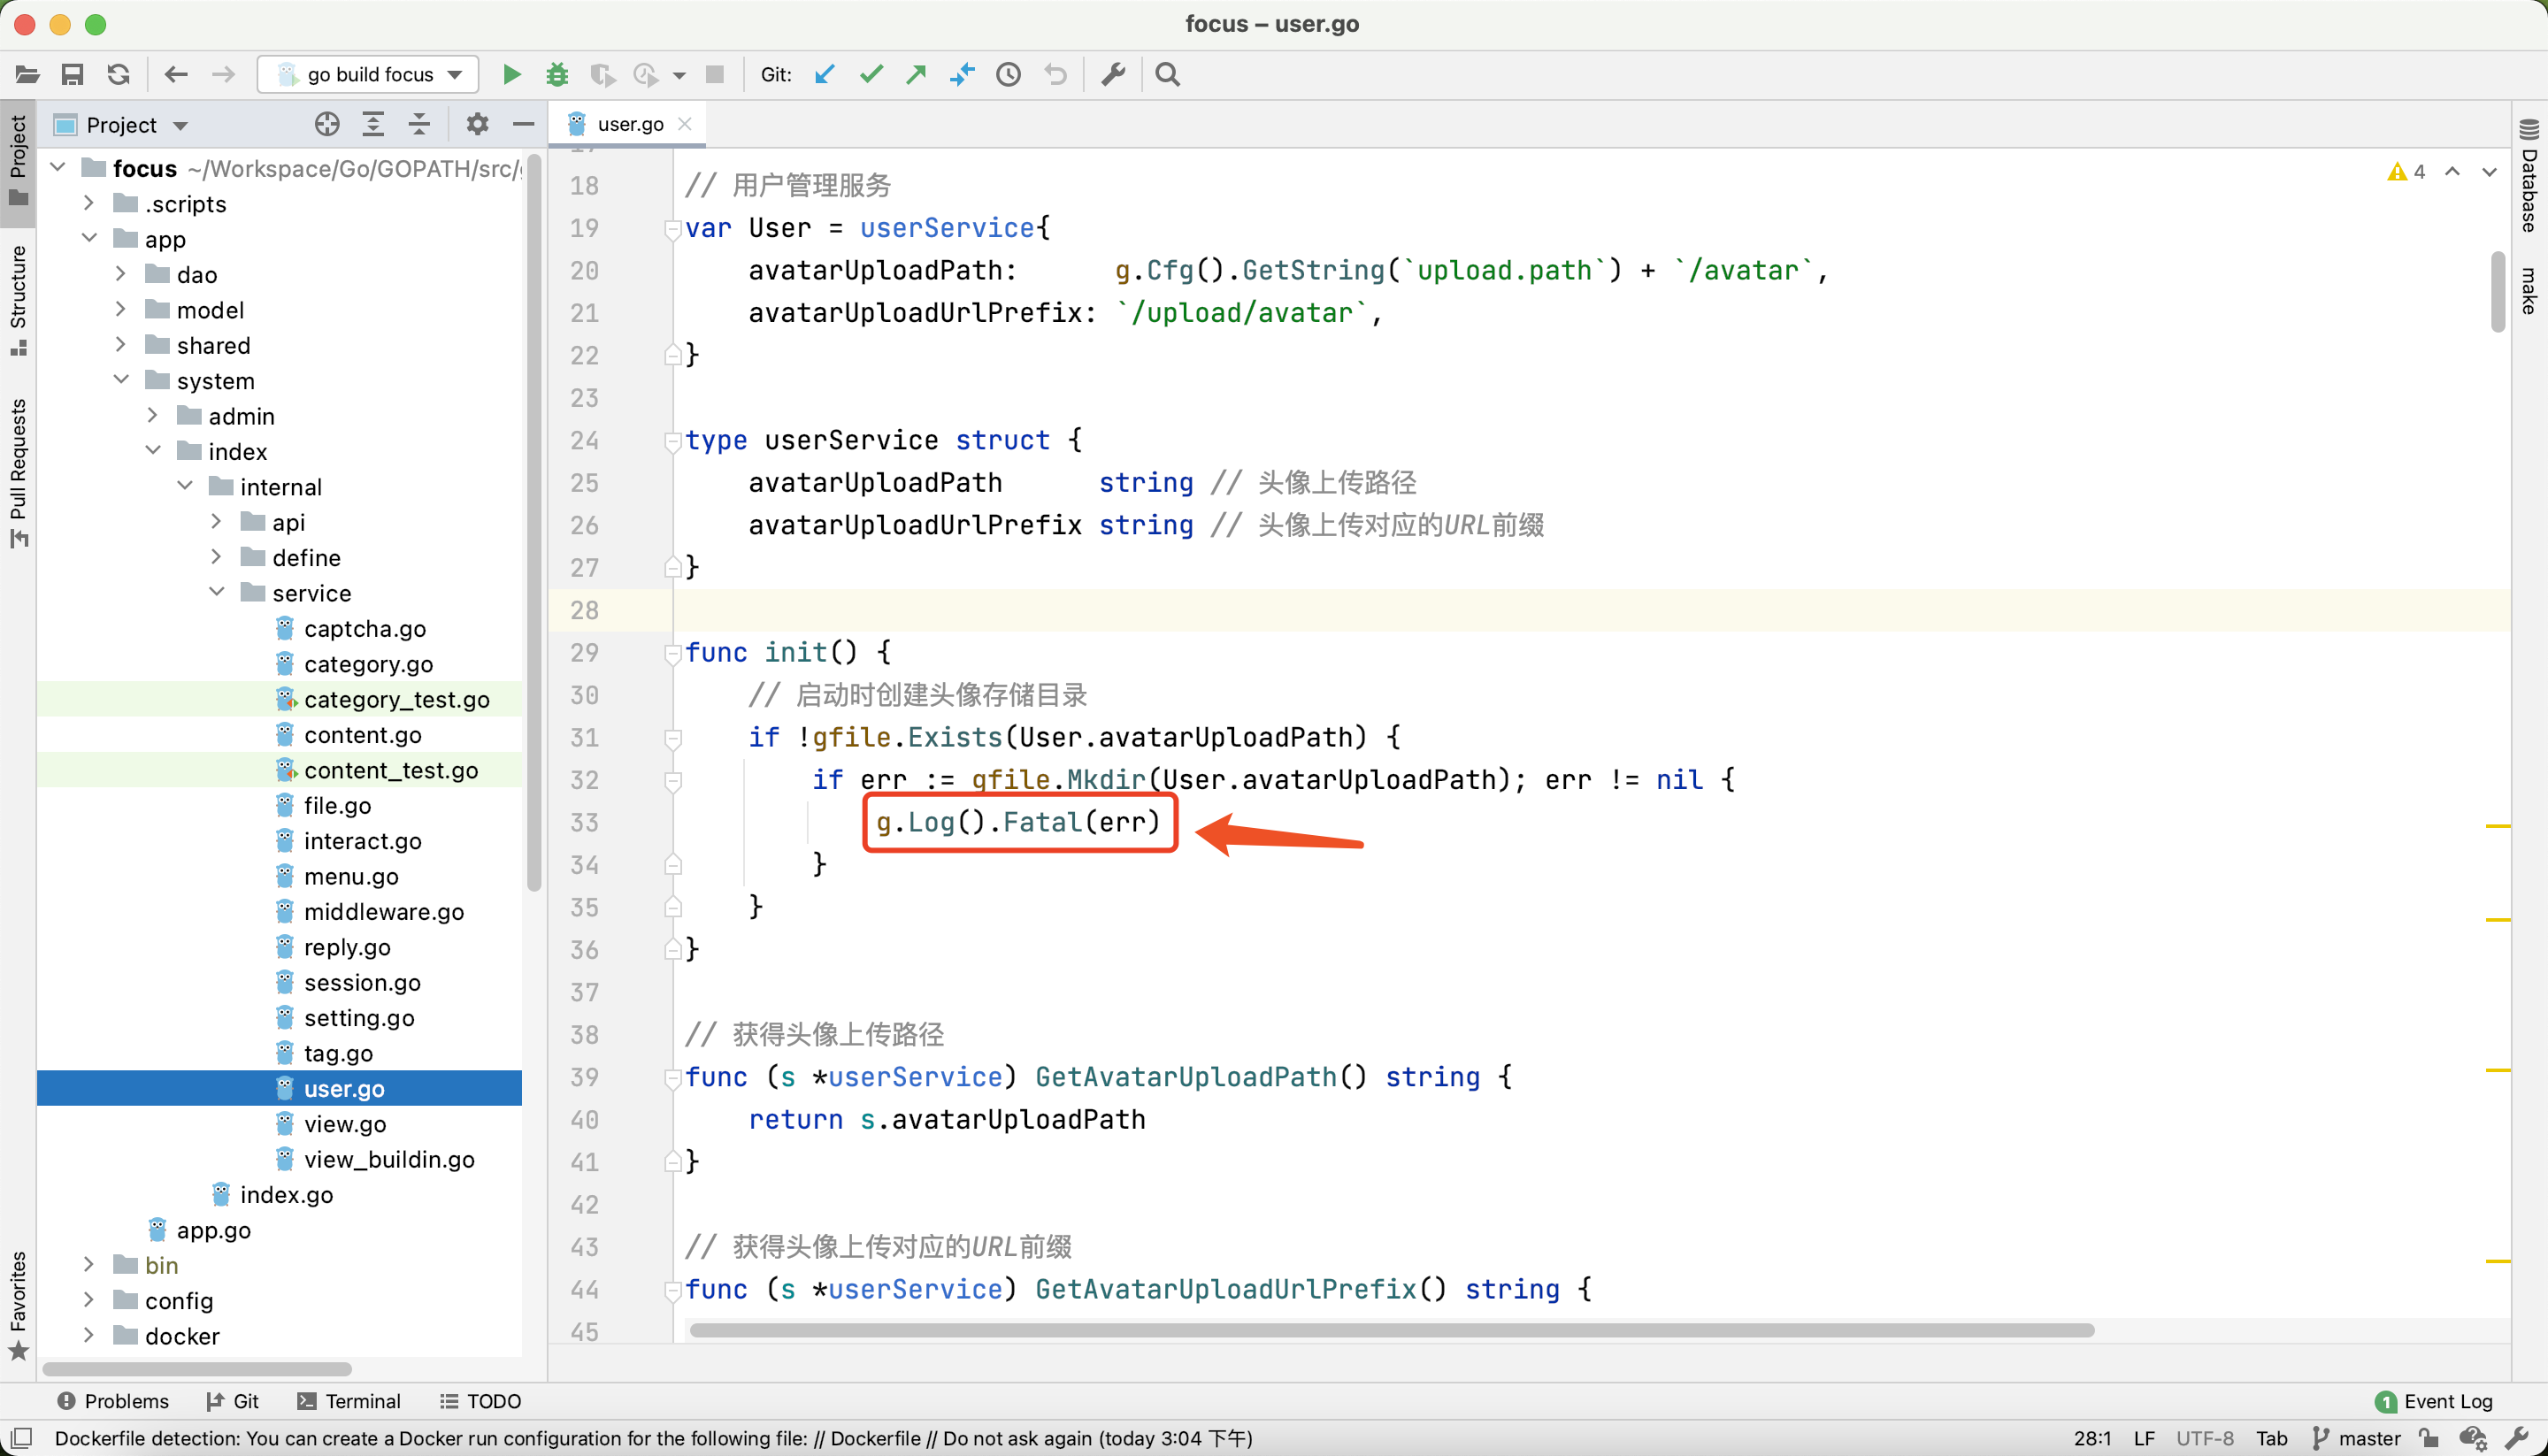 focus – user.go
go build focus
Git:
Project
user.go
Project
Structure
Pull Requests
Favorites
focus ~/Workspace/Go/GOPATH/src/
.scripts
app
dao
model
shared
system
admin
index
internal
api
define
service
captcha.go
category.go
category_test.go
content.go
content_test.go
file.go
interact.go
menu.go
middleware.go
reply.go
session.go
setting.go
tag.go
user.go
view.go
view_buildin.go
index.go
app.go
bin
config
docker
18 // 用户管理服务
19 var User = userService{
20 avatarUploadPath: g.Cfg().GetString(`upload.path`) + `/avatar`,
21 avatarUploadUrlPrefix: `/upload/avatar`,
22 }
23
24 type userService struct {
25 avatarUploadPath string // 头像上传路径
26 avatarUploadUrlPrefix string // 头像上传对应的URL前缀
27 }
28
29 func init() {
30 // 启动时创建头像存储目录
31 if !gfile.Exists(User.avatarUploadPath) {
32 if err := gfile.Mkdir(User.avatarUploadPath); err != nil {
33 g.Log().Fatal(err)
34 }
35 }
36 }
37
38 // 获得头像上传路径
39 func (s *userService) GetAvatarUploadPath() string {
40 return s.avatarUploadPath
41 }
42
43 // 获得头像上传对应的URL前缀
44 func (s *userService) GetAvatarUploadUrlPrefix() string {
45
4
Database
make
Problems Git Terminal TODO
1 Event Log
Dockerfile detection: You can create a Docker run configuration for the following file: // Dockerfile // Do not ask again (today 3:04 下午)
28:1 LF UTF-8 Tab master